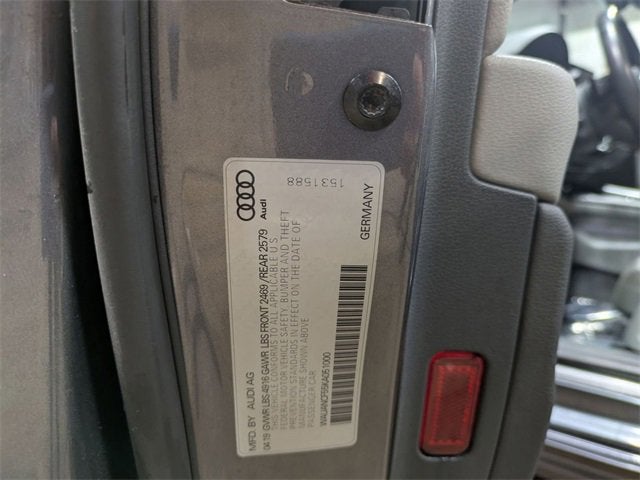 1531588
Audi
GERMANY
MFD. BY AUDI AG
04.19 GVWR LBS 4916 GAWR LBS FRONT 2469 / REAR 2579
THIS VEHICLE CONFORMS TO ALL APPLICABLE U.S.
FEDERAL MOTOR VEHICLE SAFETY, BUMPER AND THEFT
PREVENTION STANDARDS IN EFFECT ON THE DATE OF
MANUFACTURE SHOWN ABOVE.
PASSENGER CAR